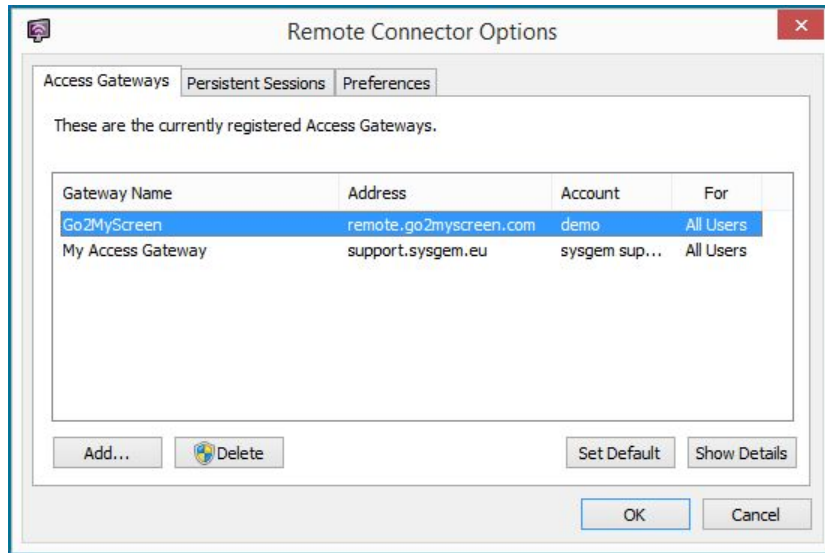 Remote Connector Options
Access Gateways Persistent Sessions Preferences
These are the currently registered Access Gateways.
Gateway Name Address Account For
Go2MyScreen remote.go2myscreen.com demo All Users
My Access Gateway support.sysgem.eu sysgem sup... All Users
Add... Delete Set Default Show Details
OK Cancel